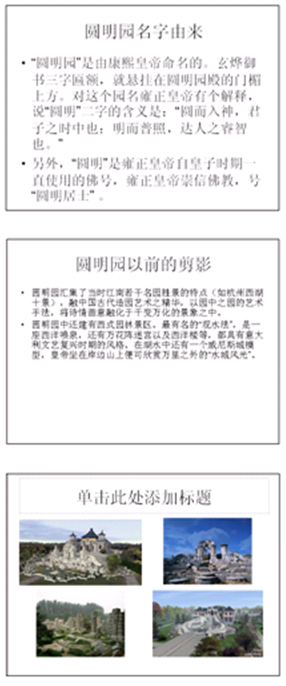 圆明园名字由来
• “圆明园”是由康熙皇帝命名的。玄烨御
书三字匾额，就悬挂在圆明园殿的门楣
上方。对这个园名雍正皇帝有个解释，
说“圆明”二字的含义是：“圆而入神，君
子之时中也；明而普照，达人之睿智
也。”
• 另外，“圆明”是雍正皇帝自皇子时期一
直使用的佛号，雍正皇帝崇信佛教，号
“圆明居士”。
圆明园以前的剪影
• 圆明园汇集了当时江南若干名园胜景的特点（如杭州西湖
十景），融中国古代造园艺术之精华，以园中之园的艺术
手法，将诗情画意融化于千变万化的景象之中。
• 圆明园中还建有西式园林景区。最有名的“观水法”，是一
座西洋喷泉，还有万花阵迷宫以及西洋楼等，都具有意大
利文艺复兴时期的风格。在湖水中还有一个威尼斯城模
型，皇帝坐在岸边山上便可欣赏万里之外的“水城风光”。
单击此处添加标题